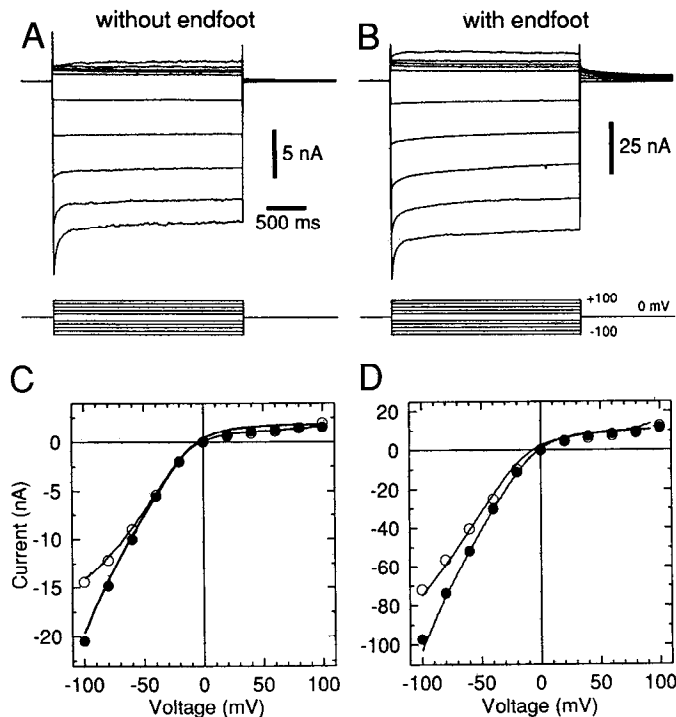 A
without endfoot
B
with endfoot
5 nA
500 ms
25 nA
+100
0 mV
-100
C
D
0
-5
-10
-15
-20
Current (nA)
-100
-50
0
50
100
Voltage (mV)
20
0
-20
-40
-60
-80
-100
-100
-50
0
50
100
Voltage (mV)